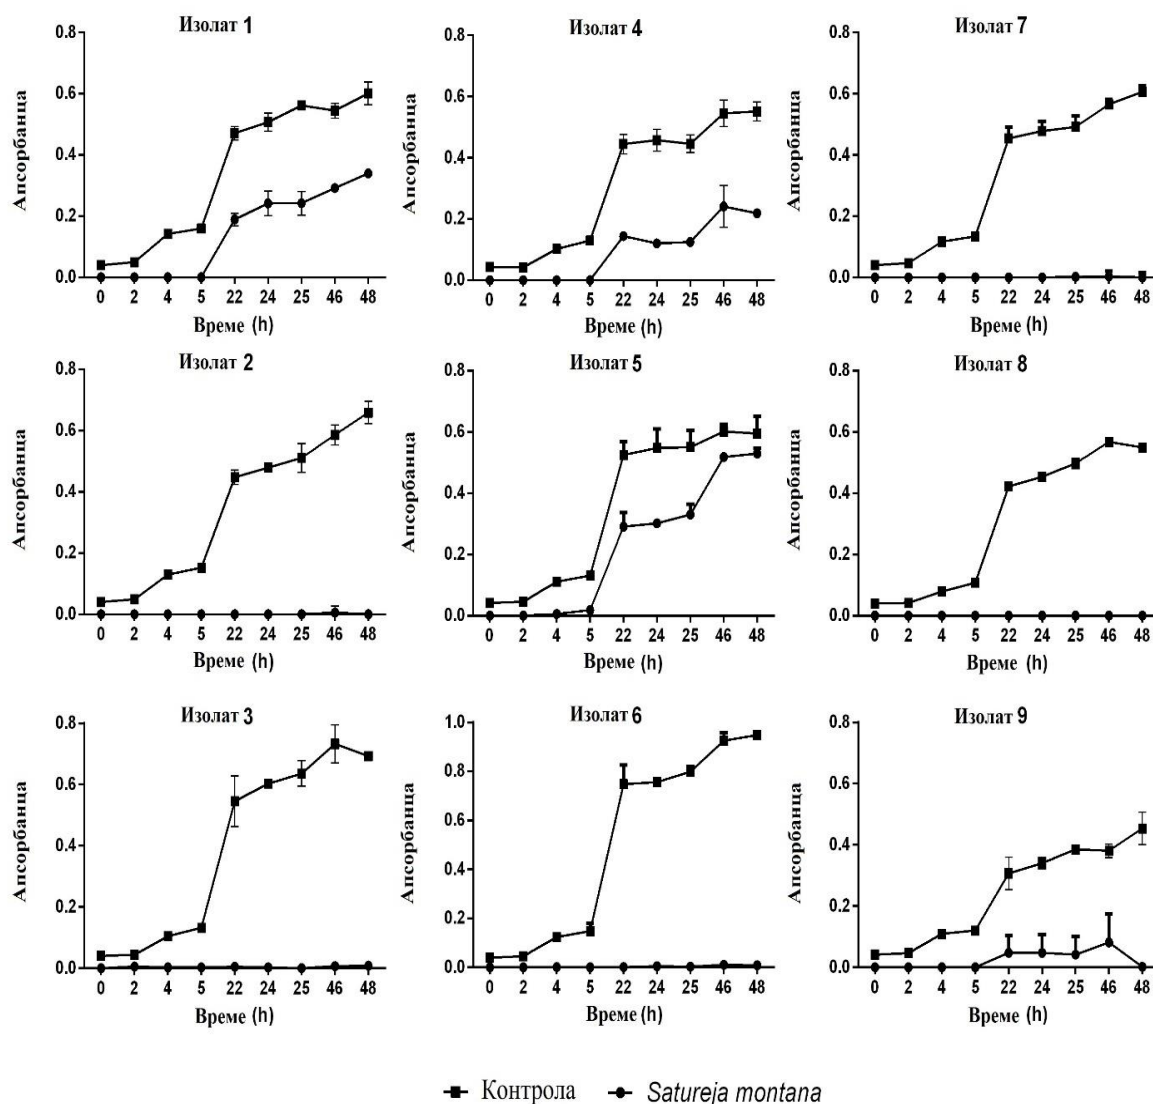 Изолат 1
Апсорбанца
0.8
0.6
0.4
0.2
0.0
0 2 4 5 22 24 25 46 48
Време (h)
Изолат 4
Апсорбанца
0.8
0.6
0.4
0.2
0.0
0 2 4 5 22 24 25 46 48
Време (h)
Изолат 7
Апсорбанца
0.8
0.6
0.4
0.2
0.0
0 2 4 5 22 24 25 46 48
Време (h)
Изолат 2
Апсорбанца
0.8
0.6
0.4
0.2
0.0
0 2 4 5 22 24 25 46 48
Време (h)
Изолат 5
Апсорбанца
0.8
0.6
0.4
0.2
0.0
0 2 4 5 22 24 25 46 48
Време (h)
Изолат 8
Апсорбанца
0.8
0.6
0.4
0.2
0.0
0 2 4 5 22 24 25 46 48
Време (h)
Изолат 3
Апсорбанца
0.8
0.6
0.4
0.2
0.0
0 2 4 5 22 24 25 46 48
Време (h)
Изолат 6
Апсорбанца
1.0
0.8
0.6
0.4
0.2
0.0
0 2 4 5 22 24 25 46 48
Време (h)
Изолат 9
Апсорбанца
0.8
0.6
0.4
0.2
0.0
0 2 4 5 22 24 25 46 48
Време (h)
Контрола Satureja montana